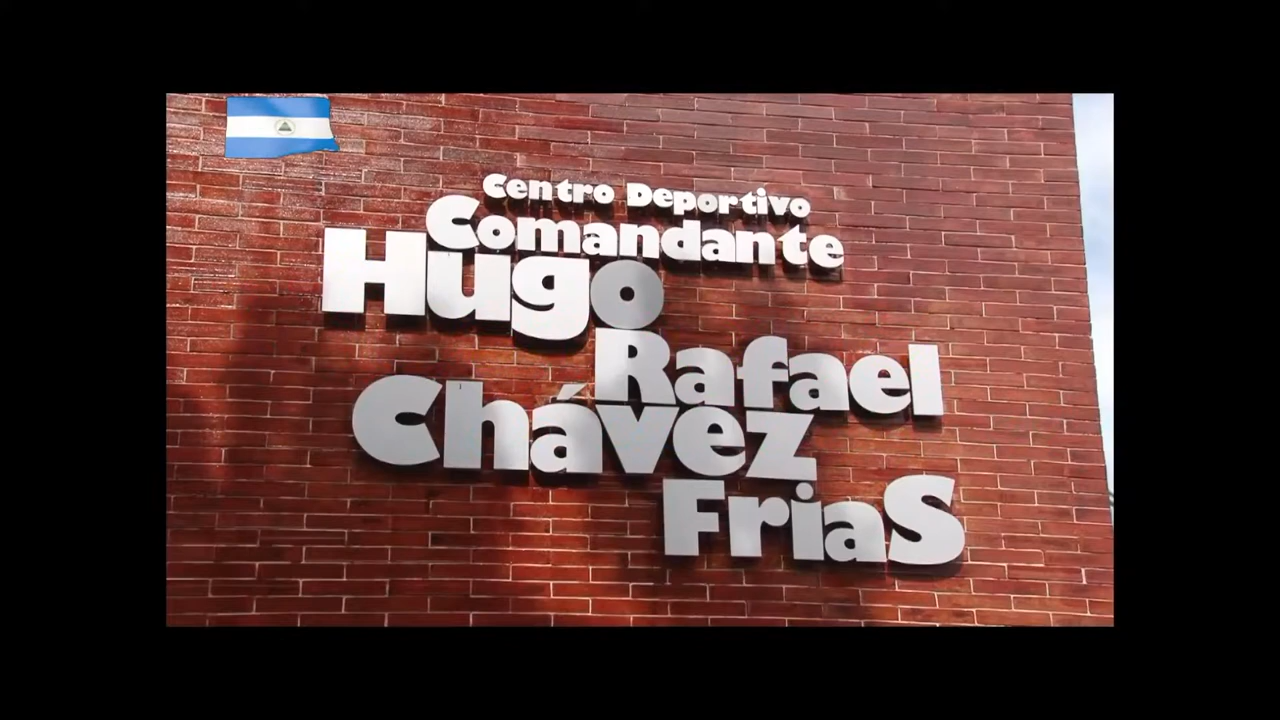 Centro Deportivo
Comandante
Hugo
Rafael
Chávez
FriaS